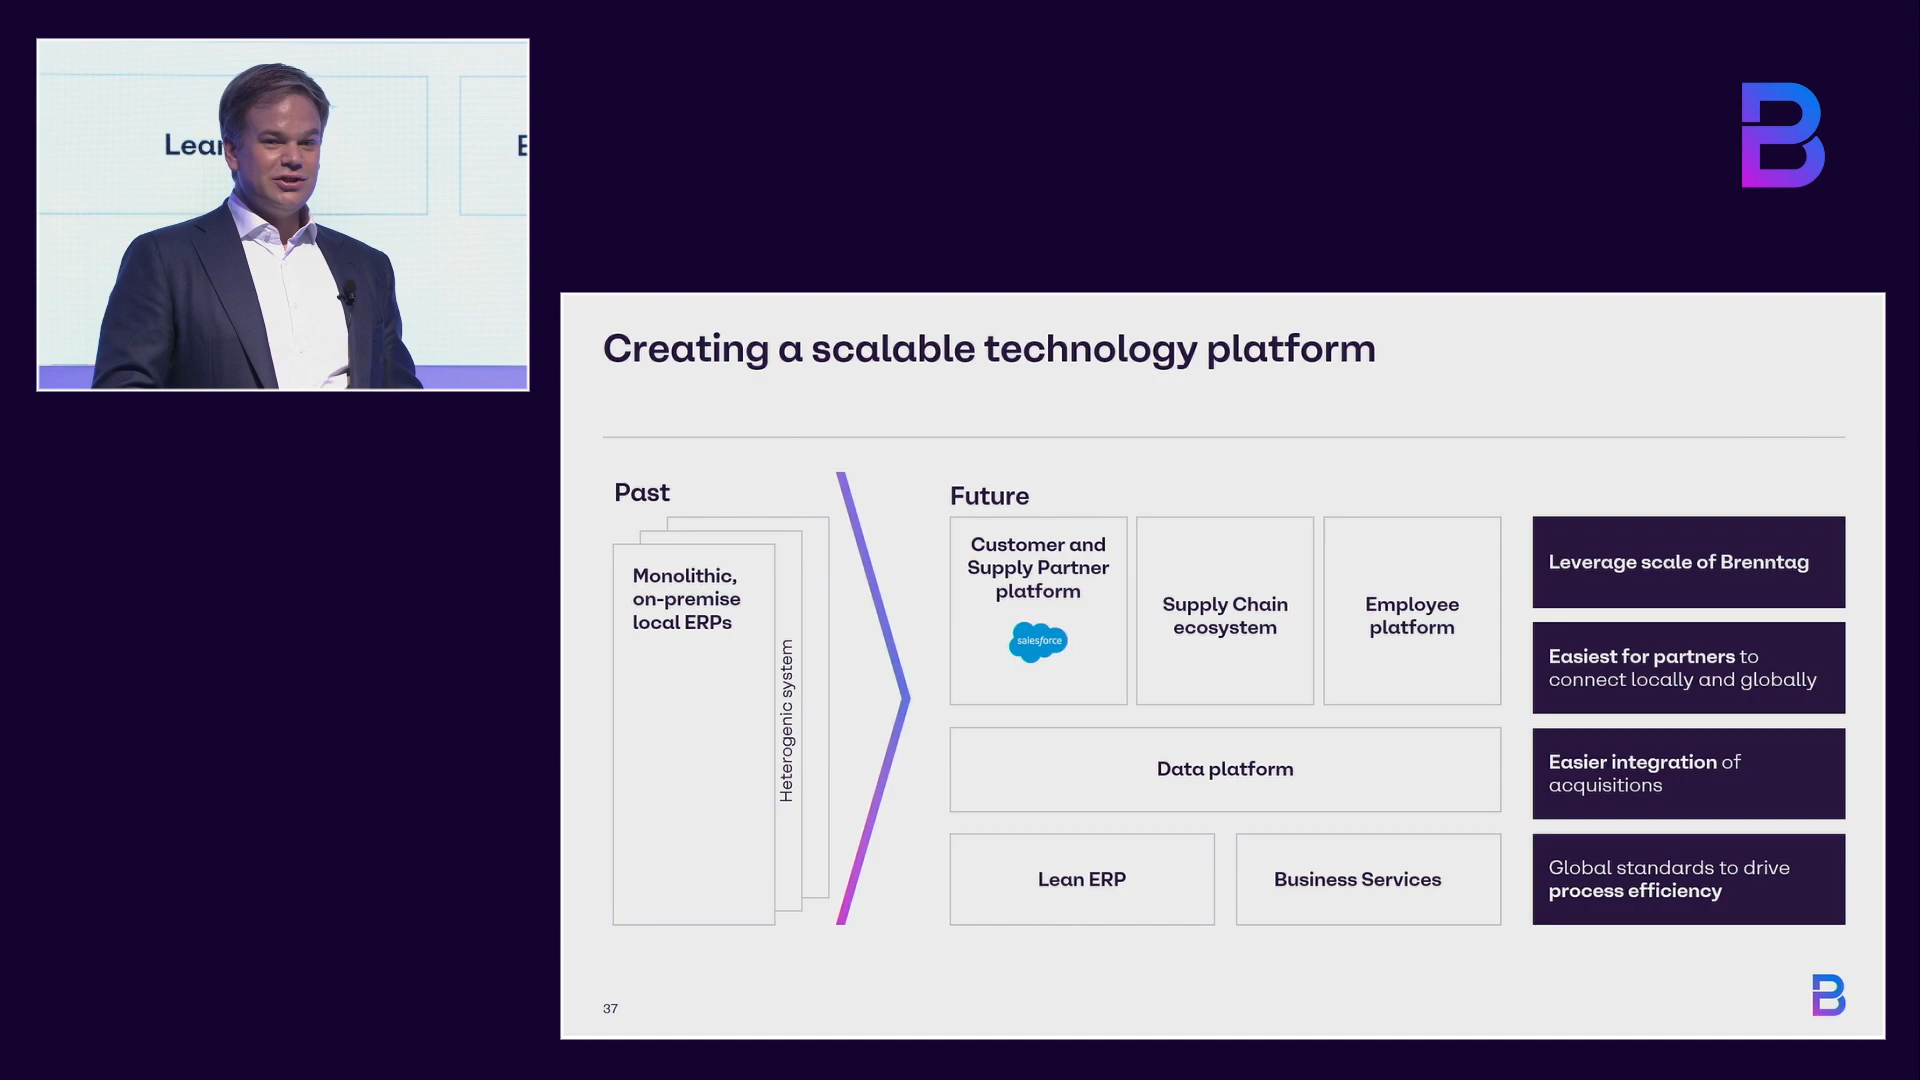 Lear
Creating a scalable technology platform
Past
Monolithic,
on-premise
local ERPs
Heterogenic system
Future
Customer and
Supply Partner
platform
salesforce
Supply Chain
ecosystem
Employee
platform
Data platform
Lean ERP
Business Services
Leverage scale of Brenntag
Easiest for partners to
connect locally and globally
Easier integration of
acquisitions
Global standards to drive
process efficiency
37